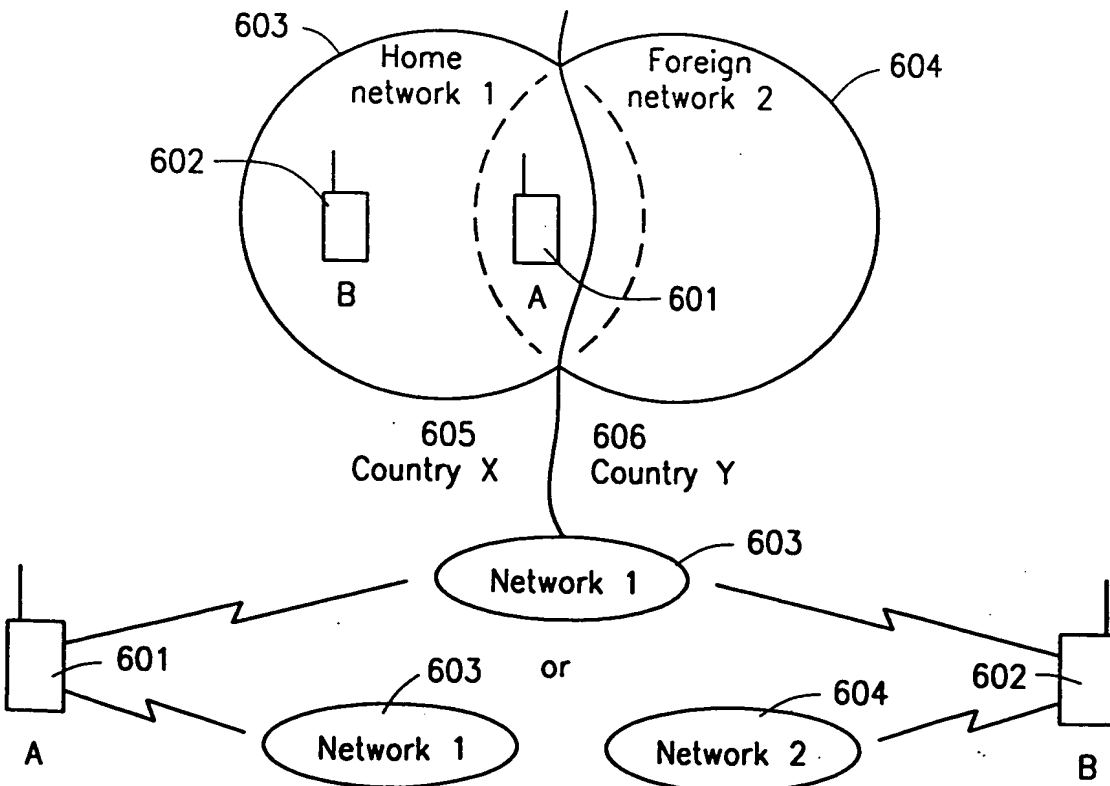 603
Home
network 1
Foreign
network 2
604
602
B
A
601
605
Country X
606
Country Y
603
Network 1
601
603
or
604
602
Network 1
Network 2
A
B